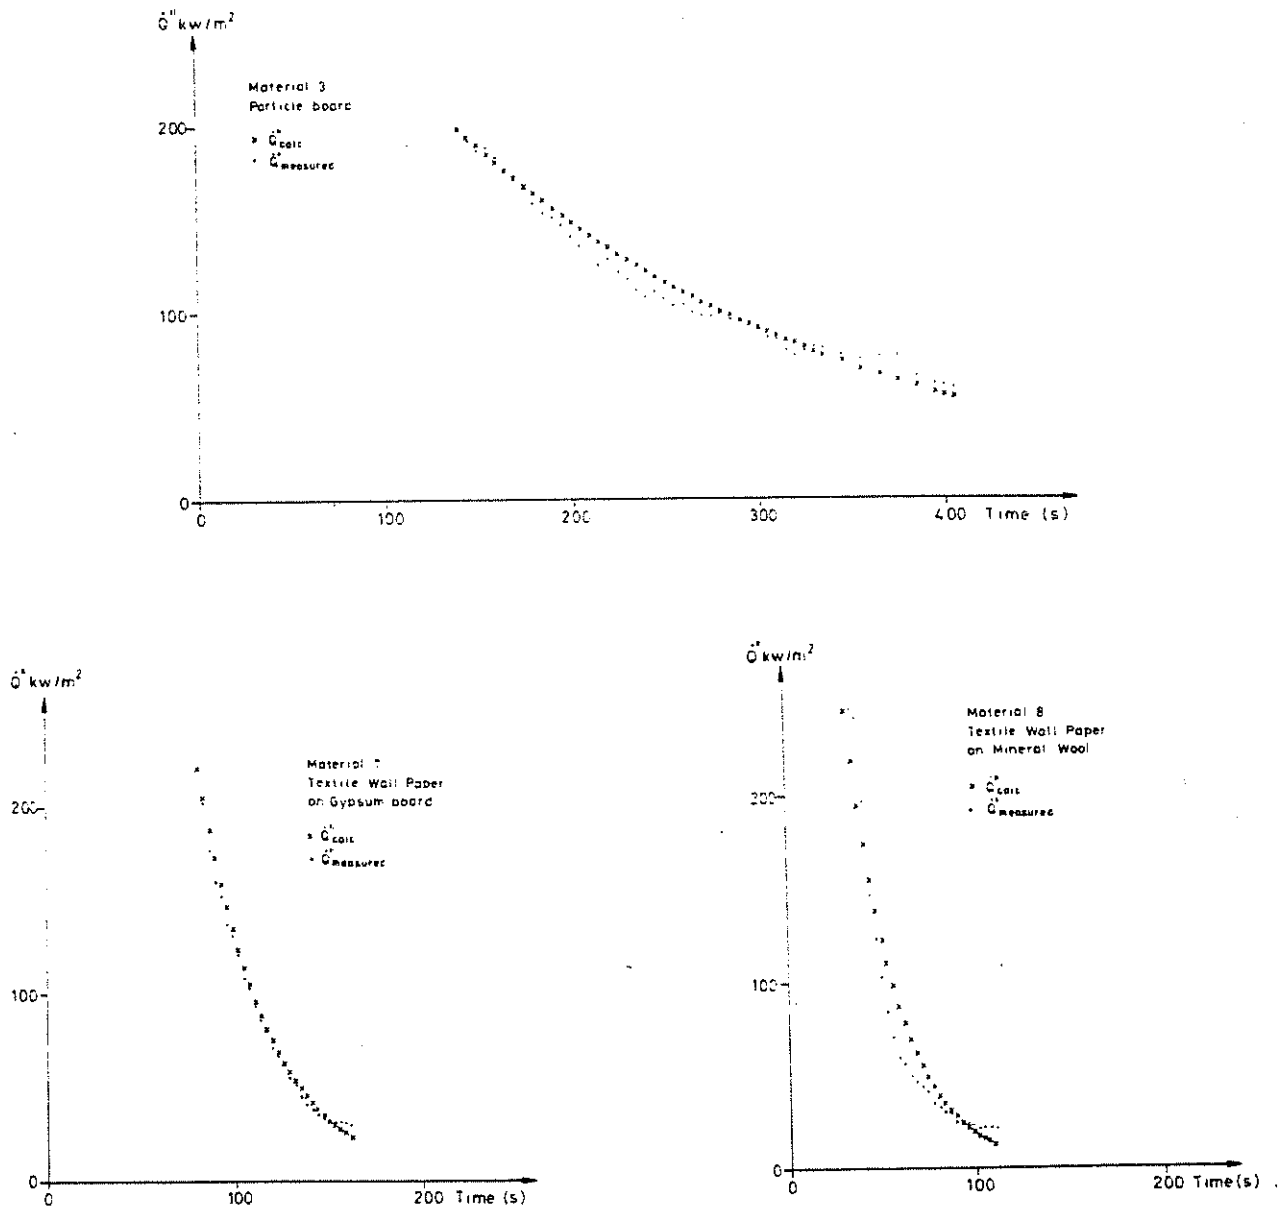 Q̇" kw/m²
Material 3
Particle board
x Q̇"calc
· Q̇"measured
200
100
0
0 100 200 300 400 Time (s)
Q̇" kw/m²
Material 7
Textile Wall Paper
on Gypsum board
x Q̇"calc
· Q̇"measured
200
100
0
0 100 200 Time (s)
Q̇" kw/m²
Material 8
Textile Wall Paper
on Mineral Wool
x Q̇"calc
· Q̇"measured
200
100
0
0 100 200 Time(s)